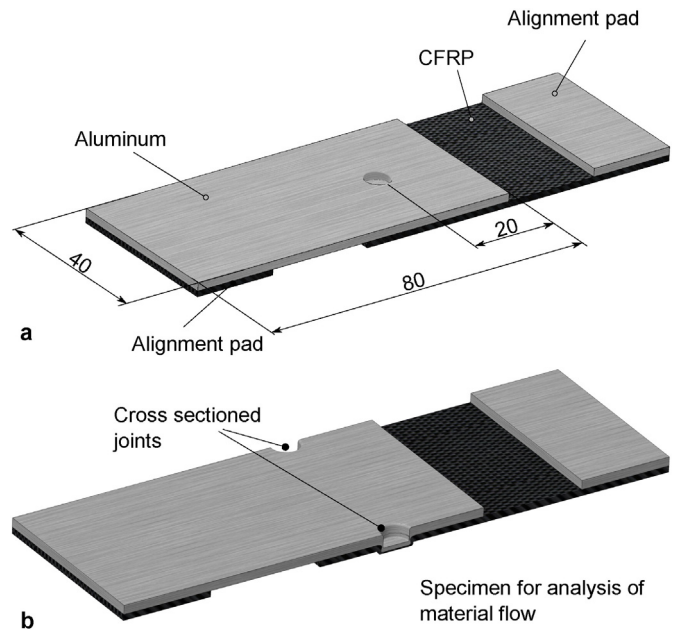 Alignment pad
CFRP
Aluminum
20
40
80
Alignment pad
a
Cross sectioned
joints
Specimen for analysis of
material flow
b